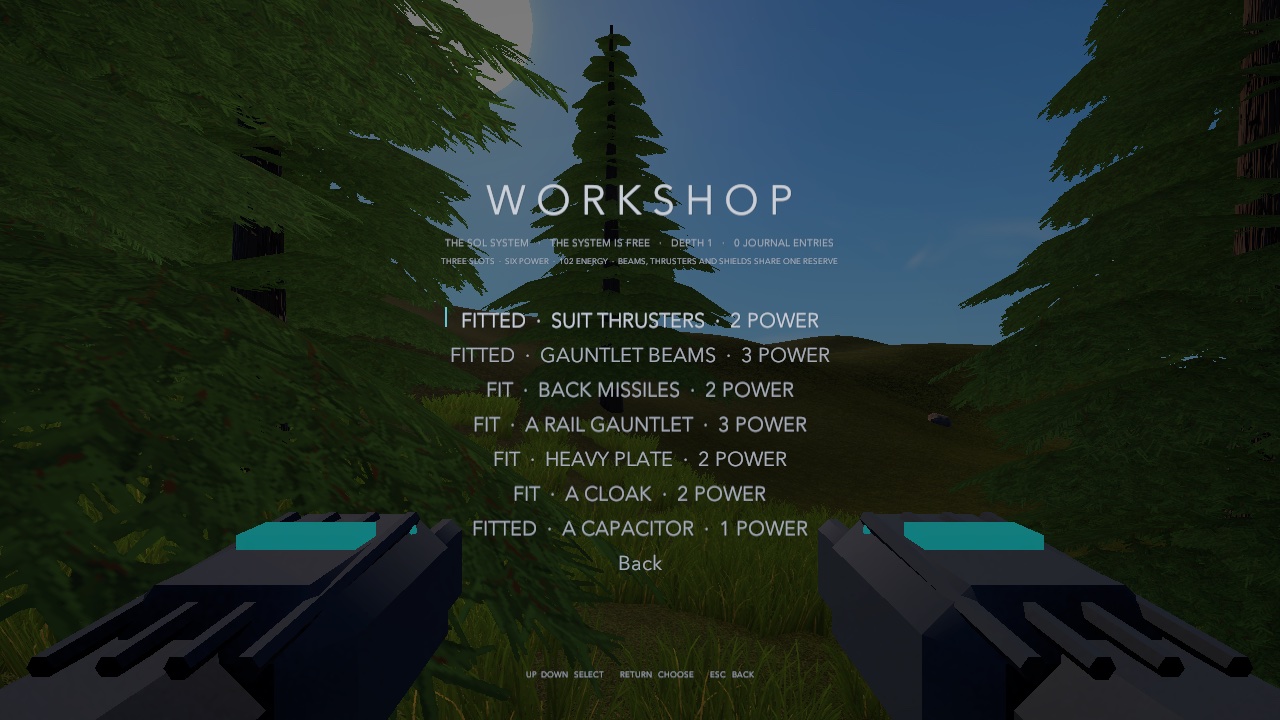 WORKSHOP
THE SOL SYSTEM · THE SYSTEM IS FREE · DEPTH 1 · 0 JOURNAL ENTRIES
THREE SLOTS · SIX POWER · 102 ENERGY · BEAMS, THRUSTERS AND SHIELDS SHARE ONE RESERVE
FITTED · SUIT THRUSTERS · 2 POWER
FITTED · GAUNTLET BEAMS · 3 POWER
FIT · BACK MISSILES · 2 POWER
FIT · A RAIL GAUNTLET · 3 POWER
FIT · HEAVY PLATE · 2 POWER
FIT · A CLOAK · 2 POWER
FITTED · A CAPACITOR · 1 POWER
Back
UP DOWN SELECT RETURN CHOOSE ESC BACK